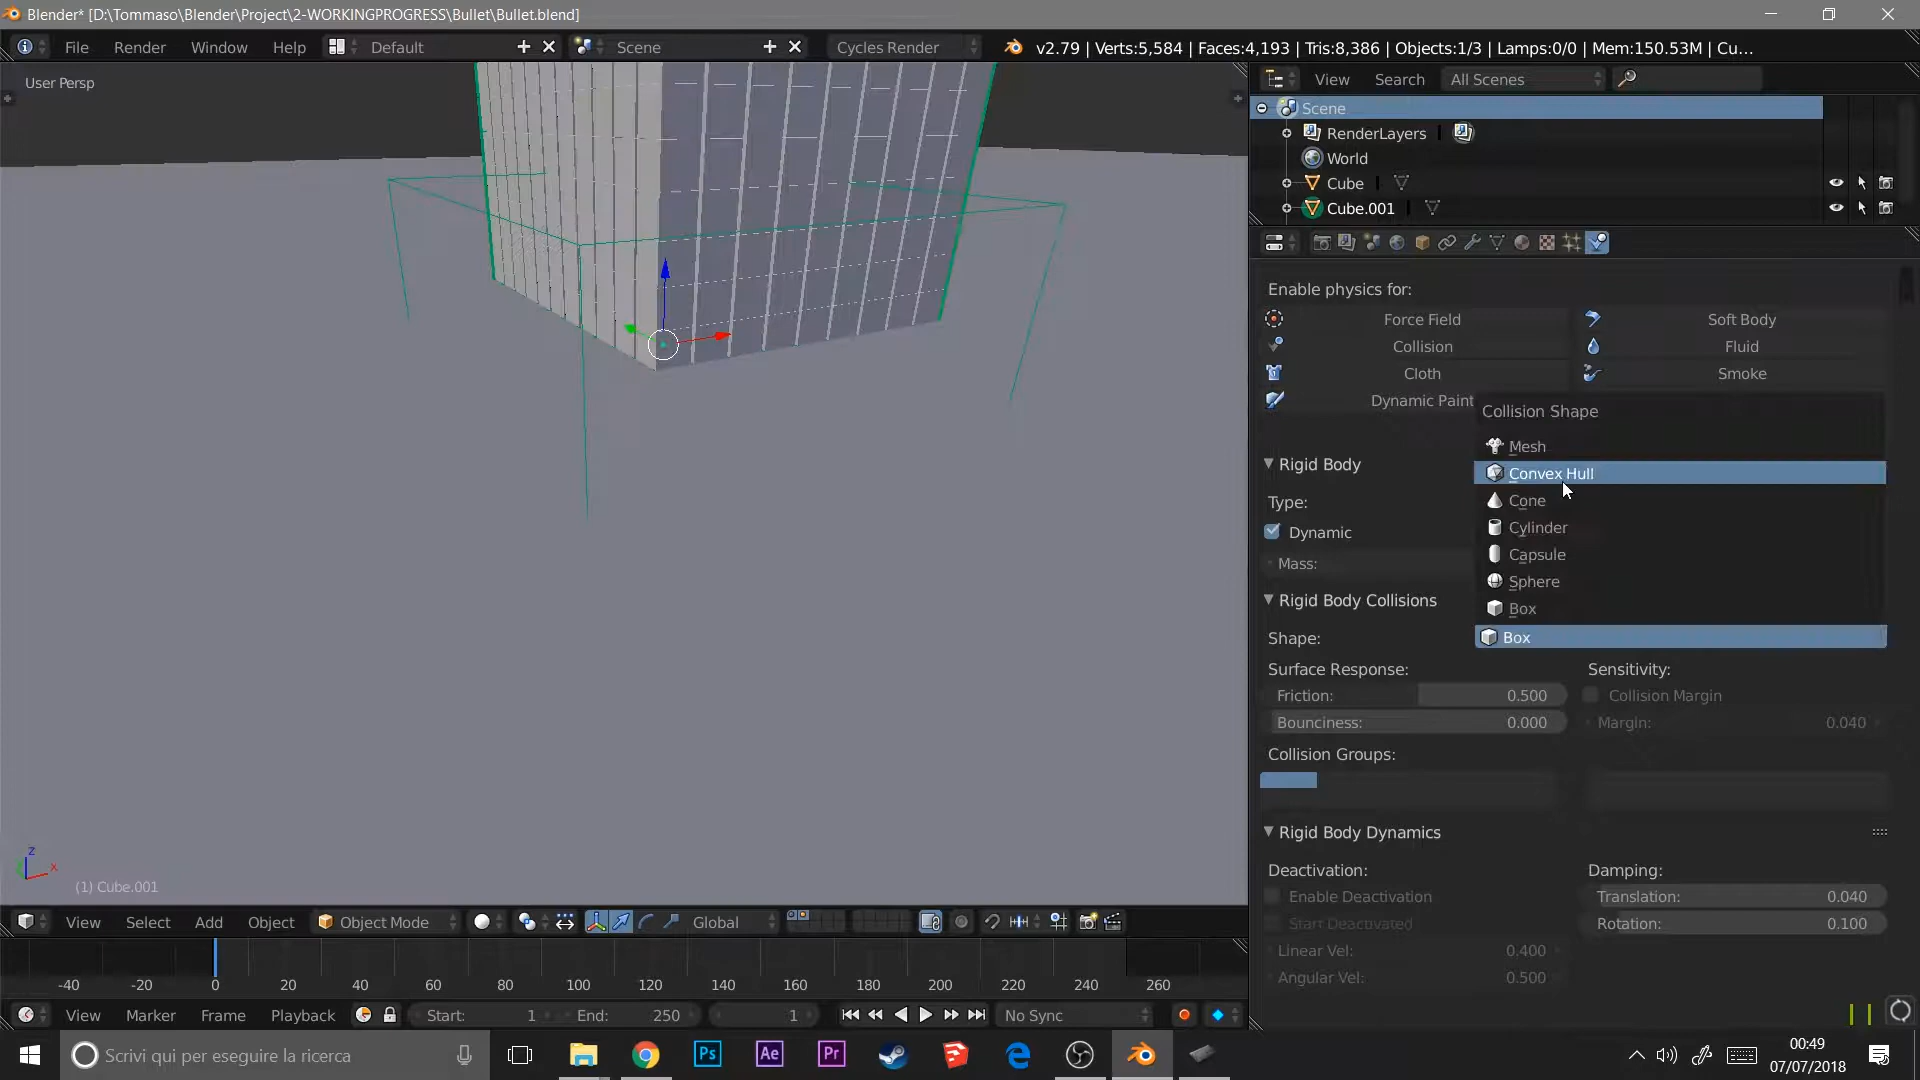 Blender* [D:\Tommaso\Blender\Project\2-WORKINGPROGRESS\Bullet\Bullet.blend]
File Render Window Help Default Scene Cycles Render v2.79 | Verts:5,584 | Faces:4,193 | Tris:8,386 | Objects:1/3 | Lamps:0/0 | Mem:150.53M | Cu...
User Persp
View Search All Scenes
Scene
RenderLayers
World
Cube
Cube.001
Enable physics for:
Force Field Soft Body
Collision Fluid
Cloth Smoke
Dynamic Paint
Collision Shape
Mesh
Convex Hull
Cone
Cylinder
Capsule
Sphere
Box
Box
Rigid Body
Type:
Dynamic
Mass:
Rigid Body Collisions
Shape:
Surface Response: Sensitivity:
Friction: 0.500 Collision Margin
Bounciness: 0.000 Margin: 0.040
Collision Groups:
Rigid Body Dynamics
Deactivation: Damping:
Enable Deactivation Translation: 0.040
Start Deactivated Rotation: 0.100
Linear Vel: 0.400
Angular Vel: 0.500
z
x
(1) Cube.001
View Select Add Object Object Mode Global
-40 -20 0 20 40 60 80 100 120 140 160 180 200 220 240 260
View Marker Frame Playback Start: 1 End: 250 1 No Sync
Scrivi qui per eseguire la ricerca
Ps Ae Pr
00:49
07/07/2018